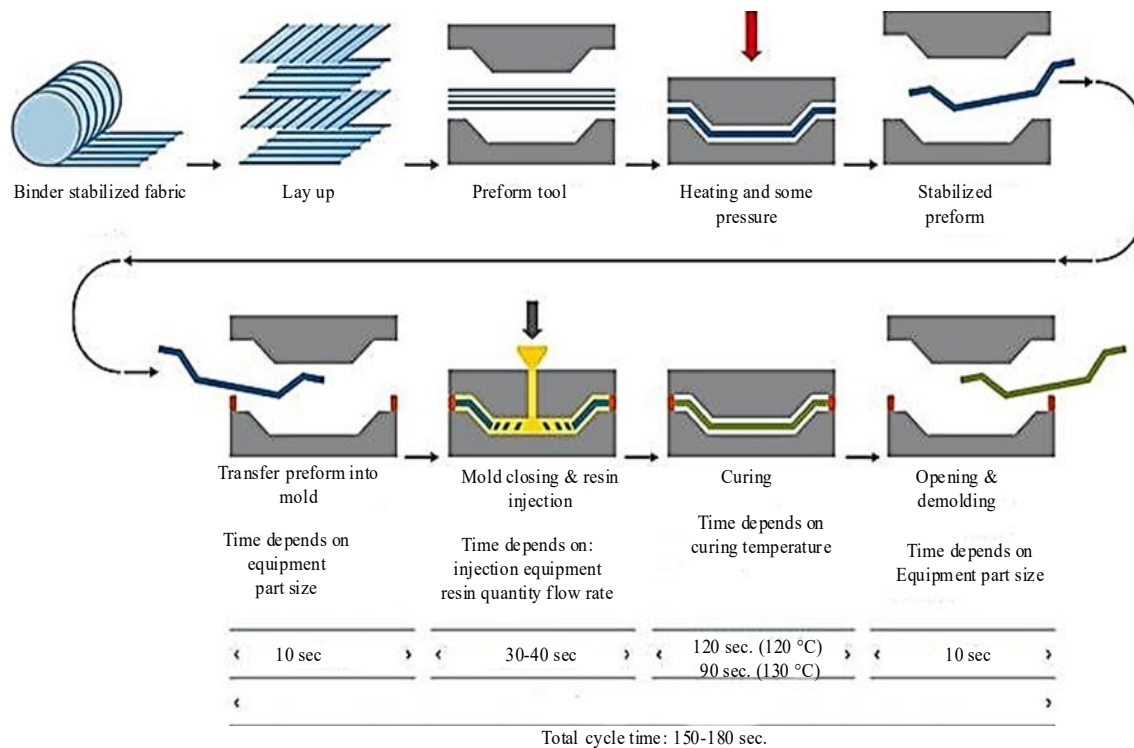 Binder stabilized fabric
Lay up
Preform tool
Heating and some
pressure
Stabilized
preform
Transfer preform into
mold
Mold closing & resin
injection
Curing
Opening &
demolding
Time depends on
equipment
part size
Time depends on:
injection equipment
resin quantity flow rate
Time depends on
curing temperature
Time depends on
Equipment part size
10 sec
30-40 sec
120 sec. (120 °C)
90 sec. (130 °C)
10 sec
Total cycle time: 150-180 sec.